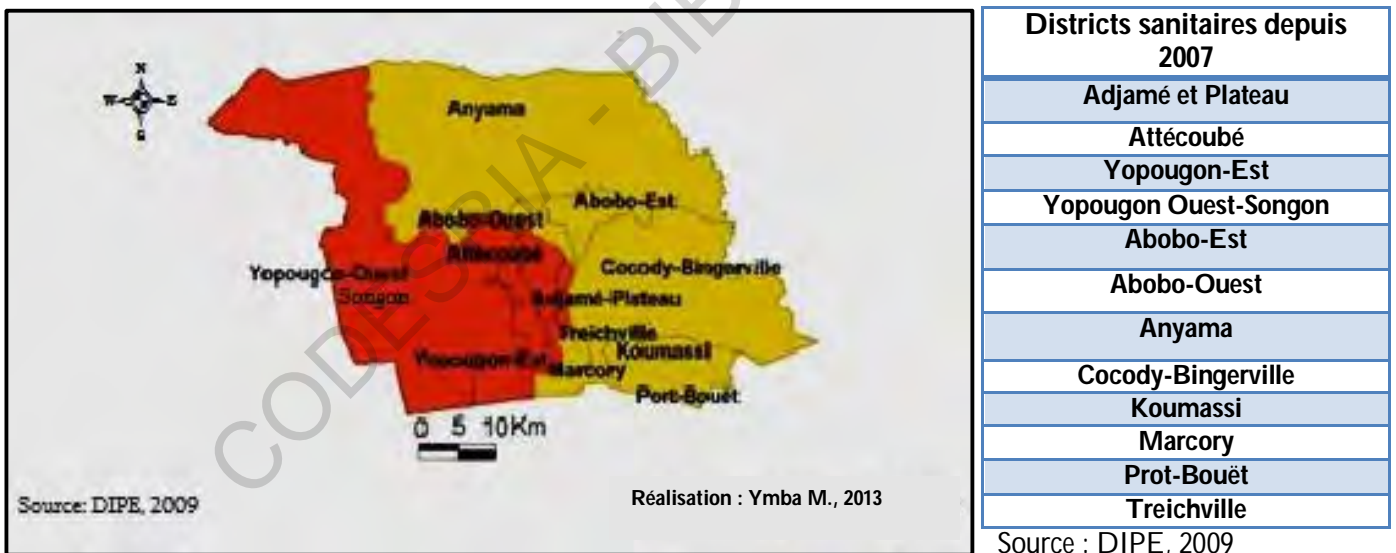 N
W E
S
Anyama
Abobo-Est
Abobo-Ouest
Attécoubé
Cocody-Bingerville
Yopougon-Ouest
Songon
Adjamé-Plateau
Treichville
Koumassi
Yopougon-Est
Marcory
Port-Bouët
0 5 10Km
Source: DIPE, 2009
Réalisation : Ymba M., 2013
Districts sanitaires depuis
2007
Adjamé et Plateau
Attécoubé
Yopougon-Est
Yopougon Ouest-Songon
Abobo-Est
Abobo-Ouest
Anyama
Cocody-Bingerville
Koumassi
Marcory
Prot-Bouët
Treichville
Source : DIPE, 2009